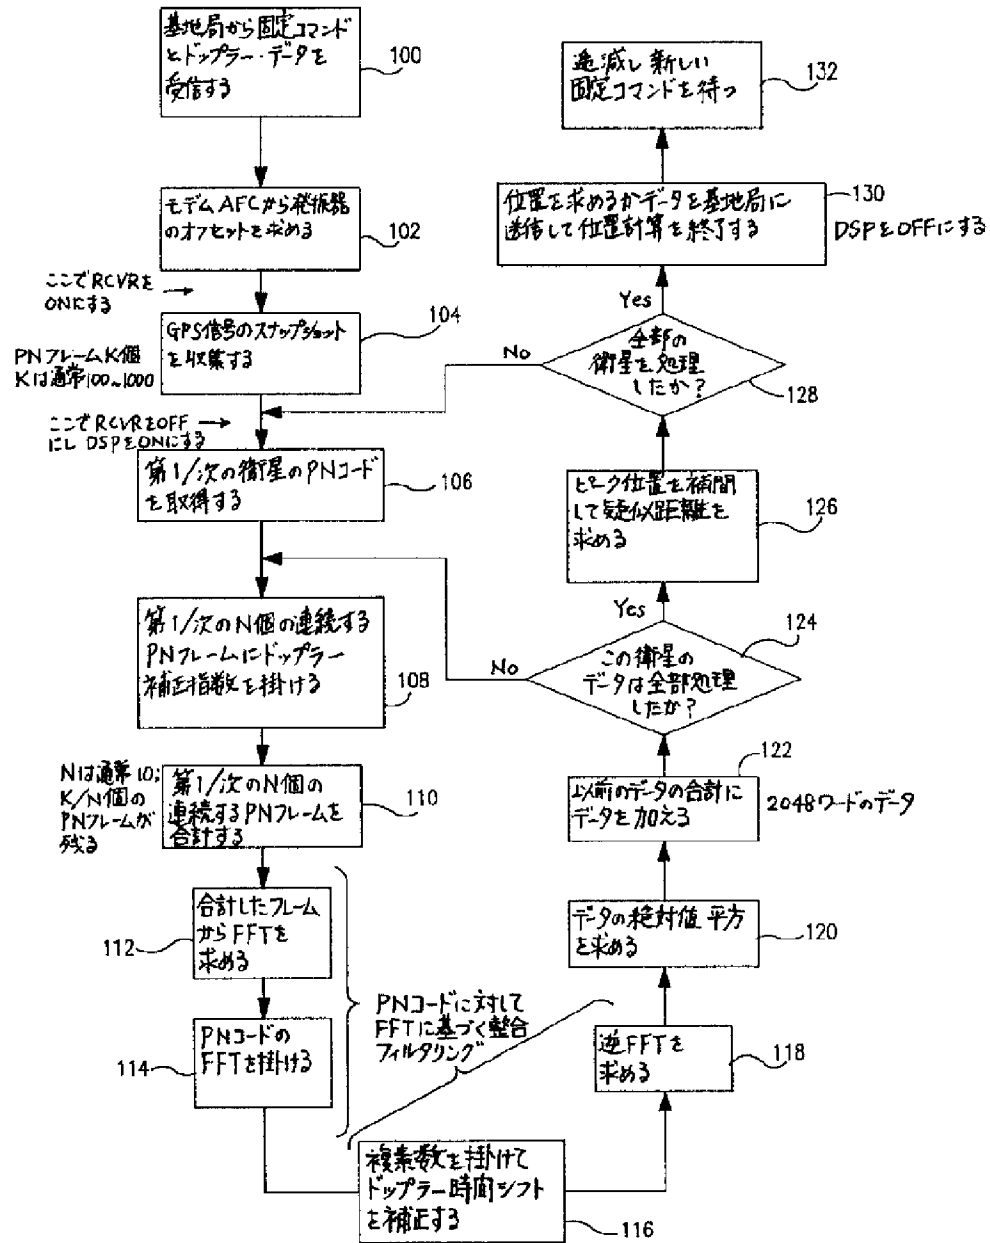 基地局から固定コマンド
とドップラー・データを
受信する
100
モデムAFCから発振器
のオフセットを求める
102
ここでRCVRを
ONにする
GPS信号のスナップショット
を収集する
104
PNフレームK個
Kは通常100~1000
ここでRCVRをOFF
にしDSPをONにする
第1/次の衛星のPNコード
を取得する
106
第1/次のN個の連続する
PNフレームにドップラー
補正指数を掛ける
108
Nは通常10;
K/N個の
PNフレームが
残る
第1/次のN個の
連続するPNフレームを
合計する
110
合計したフレーム
からFFTを
求める
112
PNコードの
FFTを掛ける
114
PNコードに対して
FFTに基づく整合
フィルタリング
複素数を掛けて
ドップラー時間シフト
を補正する
116
逆FFTを
求める
118
データの絶対値平方
を求める
120
以前のデータの合計に
データを加える
122
2048ワードのデータ
この衛星の
データは全部処理
したか?
124
No
Yes
ピーク位置を補間
して疑似距離を
求める
126
全部の
衛星を処理
したか?
128
No
Yes
位置を求めるかデータを基地局に
送信して位置計算を終了する
130
DSPをOFFにする
逓減し新しい
固定コマンドを待つ
132